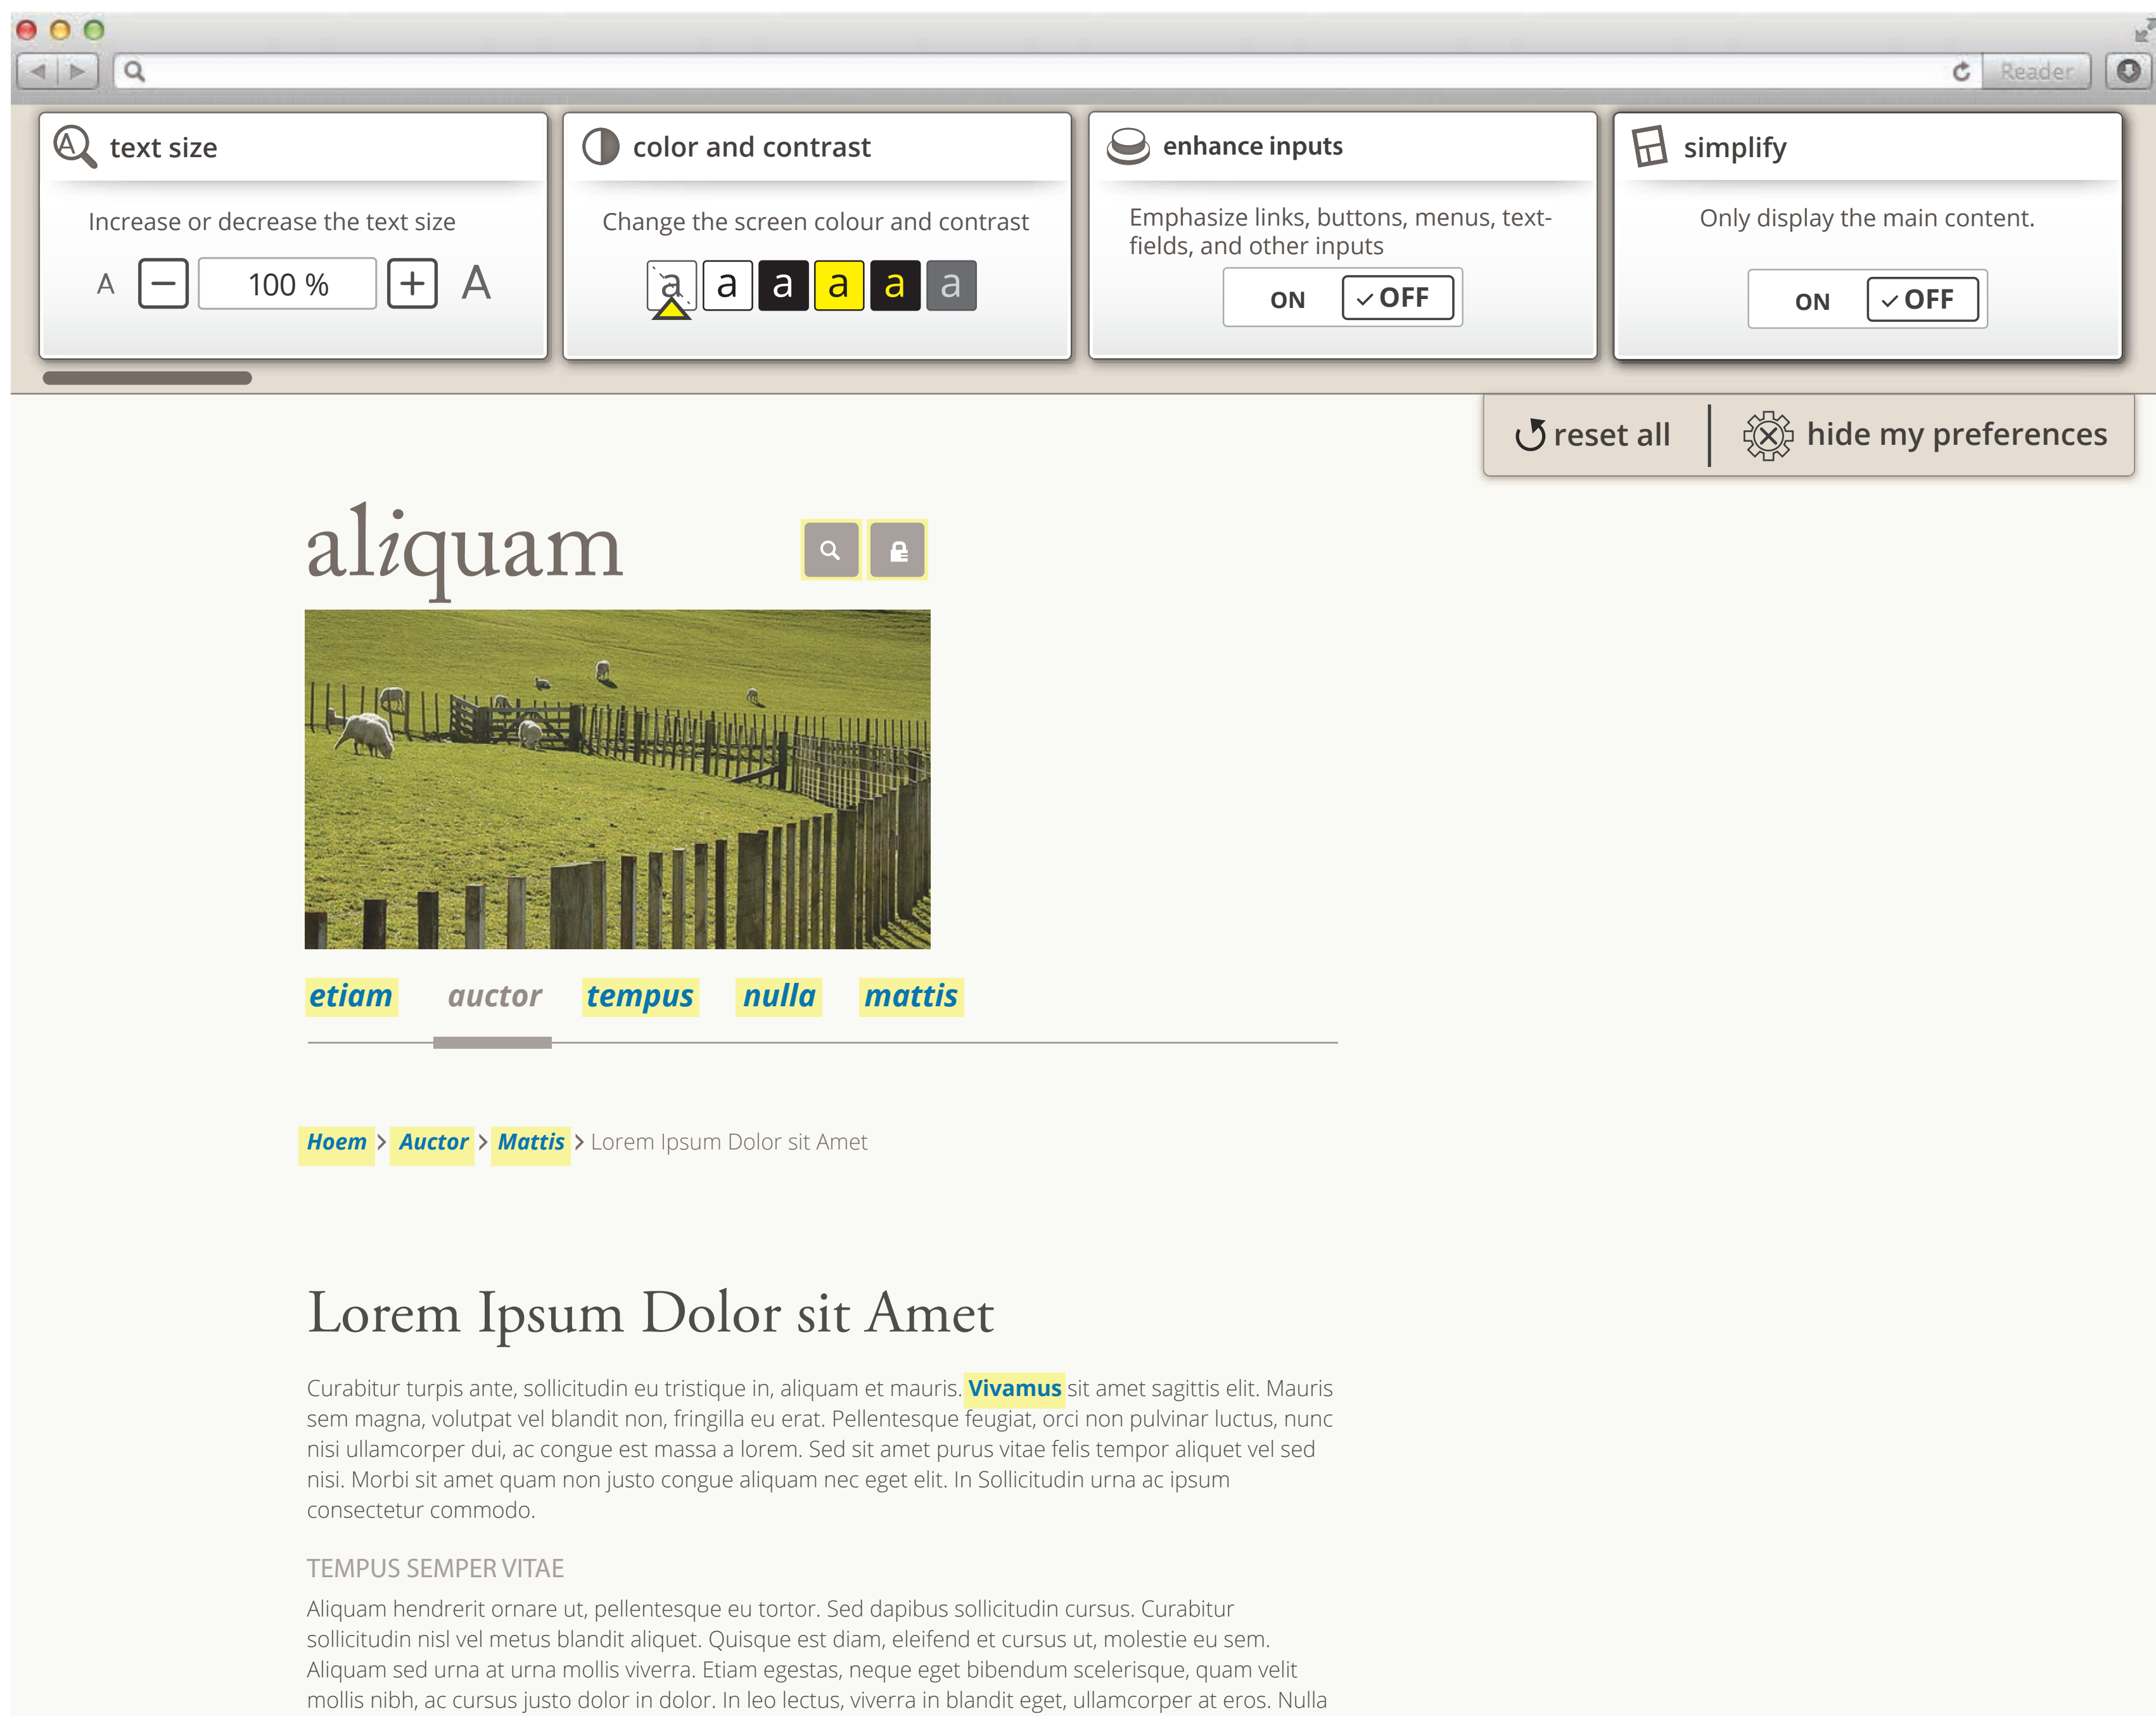 Reader
text size
Increase or decrease the text size
A
100 %
A
color and contrast
Change the screen colour and contrast
a a a a a a
enhance inputs
Emphasize links, buttons, menus, text-
fields, and other inputs
ON OFF
simplify
Only display the main content.
ON OFF
reset all | hide my preferences
aliquam
etiam auctor tempus nulla mattis
Hoem > Auctor > Mattis > Lorem Ipsum Dolor sit Amet
Lorem Ipsum Dolor sit Amet
Curabitur turpis ante, sollicitudin eu tristique in, aliquam et mauris. Vivamus sit amet sagittis elit. Mauris
sem magna, volutpat vel blandit non, fringilla eu erat. Pellentesque feugiat, orci non pulvinar luctus, nunc
nisi ullamcorper dui, ac congue est massa a lorem. Sed sit amet purus vitae felis tempor aliquet vel sed
nisi. Morbi sit amet quam non justo congue aliquam nec eget elit. In Sollicitudin urna ac ipsum
consectetur commodo.
TEMPUS SEMPER VITAE
Aliquam hendrerit ornare ut, pellentesque eu tortor. Sed dapibus sollicitudin cursus. Curabitur
sollicitudin nisl vel metus blandit aliquet. Quisque est diam, eleifend et cursus ut, molestie eu sem.
Aliquam sed urna at urna mollis viverra. Etiam egestas, neque eget bibendum scelerisque, quam velit
mollis nibh, ac cursus justo dolor in dolor. In leo lectus, viverra in blandit eget, ullamcorper at eros. Nulla